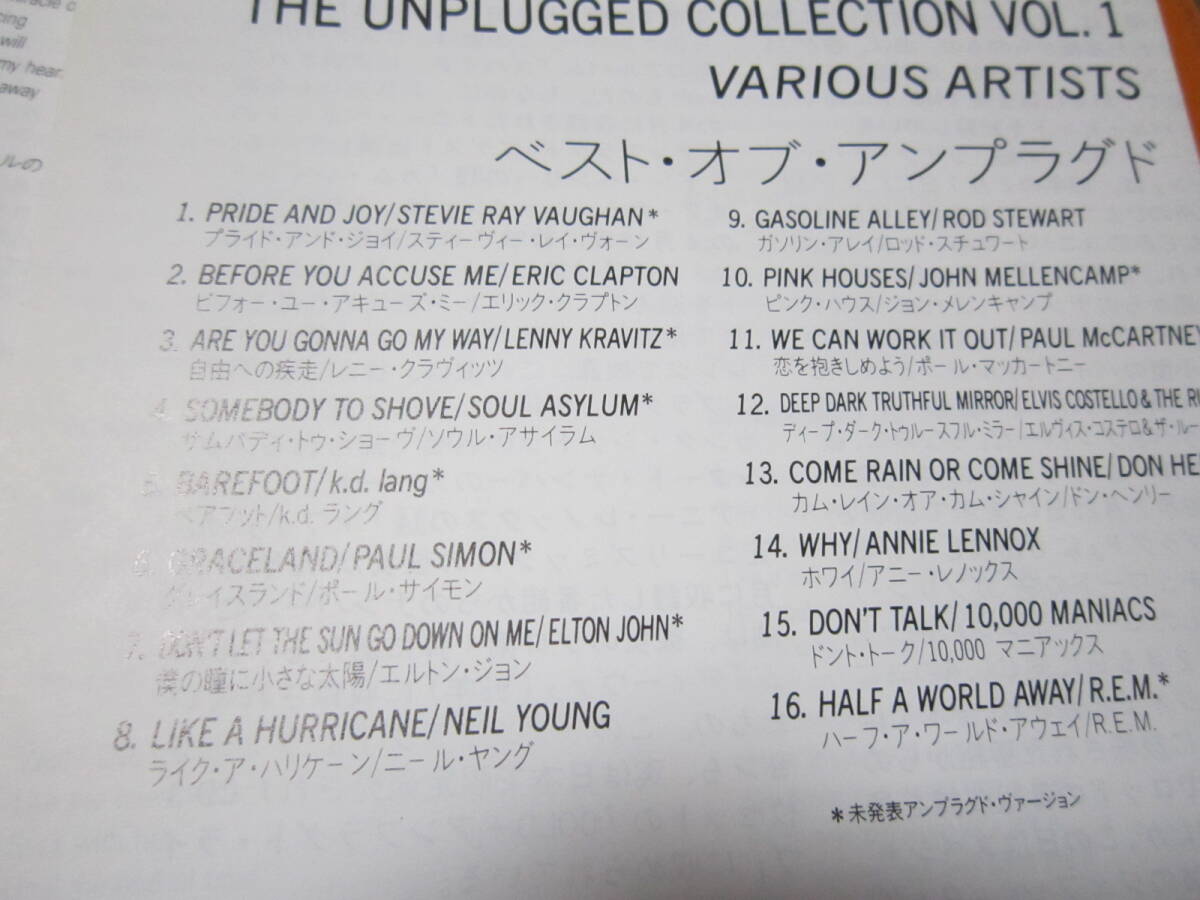 THE UNPLUGGED COLLECTION VOL. 1
VARIOUS ARTISTS
ベスト・オブ・アンプラグド
1. PRIDE AND JOY/STEVIE RAY VAUGHAN*
プライド・アンド・ジョイ/スティーヴィー・レイ・ヴォーン
2. BEFORE YOU ACCUSE ME/ERIC CLAPTON
ビフォー・ユー・アキューズ・ミー/エリック・クラプトン
3. ARE YOU GONNA GO MY WAY/LENNY KRAVITZ*
自由への疾走/レニー・クラヴィッツ
4. SOMEBODY TO SHOVE/SOUL ASYLUM*
サムバディ・トゥ・ショーヴ/ソウル・アサイラム
5. BAREFOOT/k.d. lang*
ベアフット/k.d. ラング
6. GRACELAND/PAUL SIMON*
グレイスランド/ポール・サイモン
7. DON'T LET THE SUN GO DOWN ON ME/ELTON JOHN*
僕の瞳に小さな太陽/エルトン・ジョン
8. LIKE A HURRICANE/NEIL YOUNG
ライク・ア・ハリケーン/ニール・ヤング
9. GASOLINE ALLEY/ROD STEWART
ガソリン・アレイ/ロッド・スチュワート
10. PINK HOUSES/JOHN MELLENCAMP*
ピンク・ハウス/ジョン・メレンキャンプ
11. WE CAN WORK IT OUT/PAUL McCARTNEY
恋を抱きしめよう/ポール・マッカートニー
12. DEEP DARK TRUTHFUL MIRROR/ELVIS COSTELLO & THE RU
ディープ・ダーク・トゥルースフル・ミラー/エルヴィス・コステロ&ザ・ルー
13. COME RAIN OR COME SHINE/DON HE
カム・レイン・オア・カム・シャイン/ドン・ヘンリー
14. WHY/ANNIE LENNOX
ホワイ/アニー・レノックス
15. DON'T TALK/10,000 MANIACS
ドント・トーク/10,000 マニアックス
16. HALF A WORLD AWAY/R.E.M.*
ハーフ・ア・ワールド・アウェイ/R.E.M.
*未発表アンプラグド・ヴァージョン
will
my hear
away
ルの